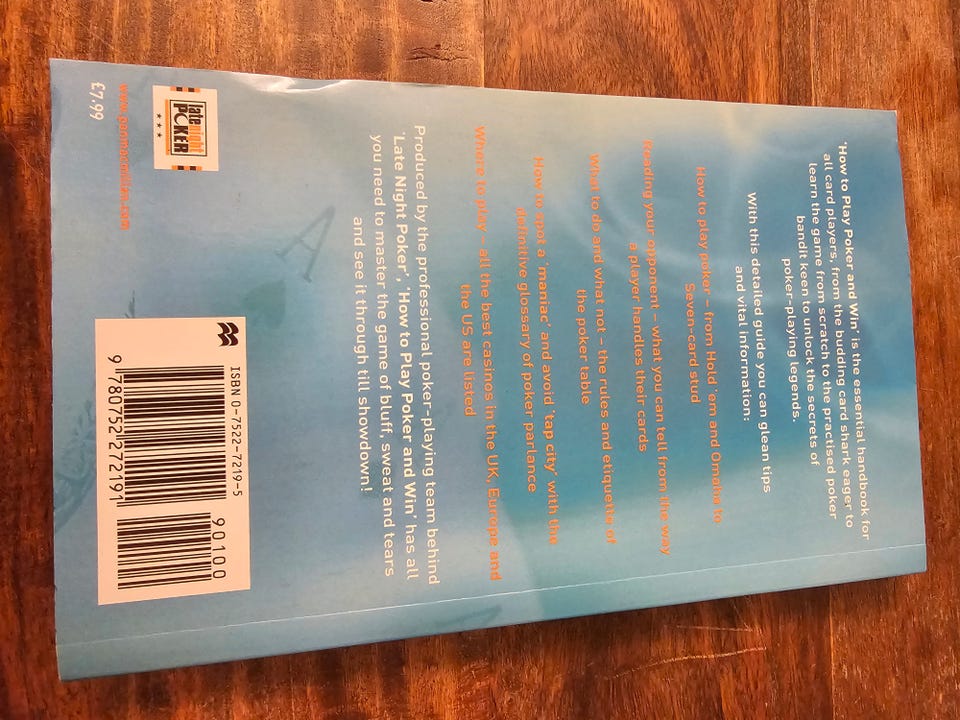 'How to Play Poker and Win' is the essential handbook for
all card players, from the budding card shark eager to
learn the game from scratch to the practised poker
bandit keen to unlock the secrets of
poker-playing legends.
With this detailed guide you can glean tips
and vital information:
How to play poker – from Hold 'em and Omaha to
Seven-card stud
Reading your opponent – what you can tell from the way
a player handles their cards
What to do and what not – the rules and etiquette of
the poker table
How to spot a 'maniac' and avoid 'tap city' with the
definitive glossary of poker parlance
Where to play – all the best casinos in the UK, Europe and
the US are listed
Produced by the professional poker-playing team behind
'Late Night Poker', 'How to Play Poker and Win' has all
you need to master the game of bluff, sweat and tears
and see it through till showdown!
A
latenight
POKER
www.panmacmillan.com
£7.99
ISBN 0-7522-7219-5
9 780752 272191
90100